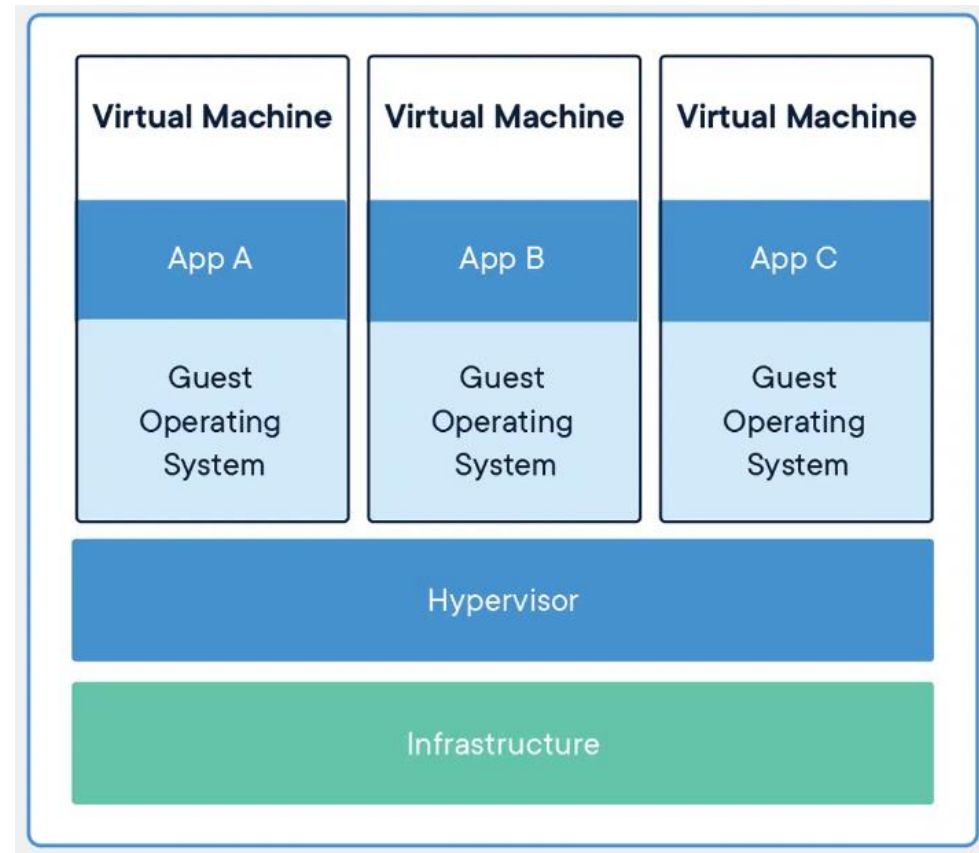 Virtual Machine
App A
Guest
Operating
System
Virtual Machine
App B
Guest
Operating
System
Virtual Machine
App C
Guest
Operating
System
Hypervisor
Infrastructure